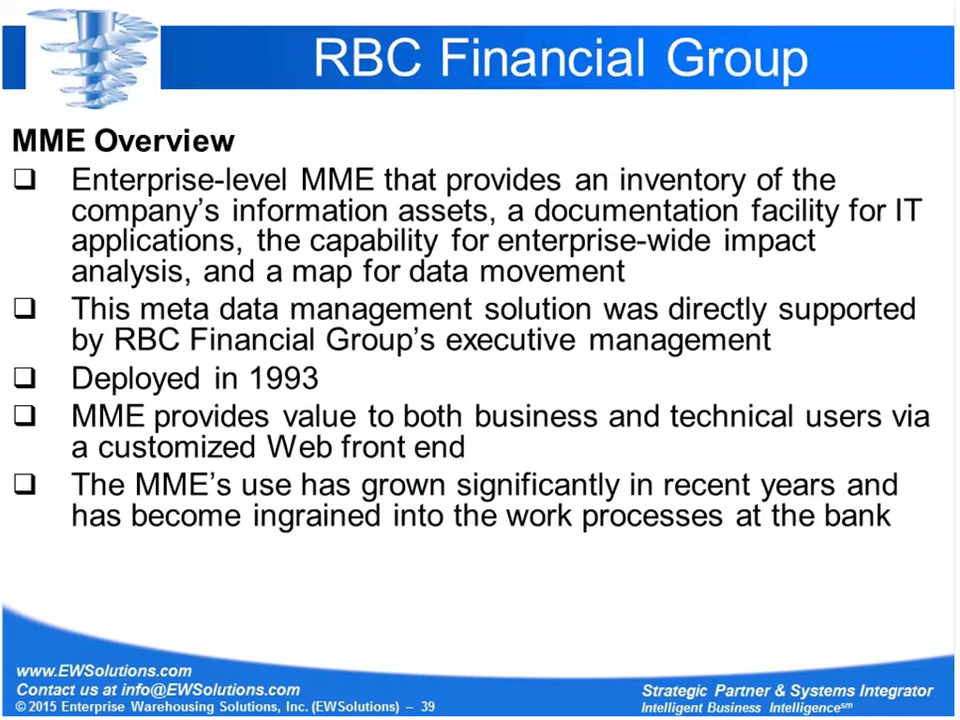 RBC Financial Group
MME Overview
❑ Enterprise-level MME that provides an inventory of the
company’s information assets, a documentation facility for IT
applications, the capability for enterprise-wide impact
analysis, and a map for data movement
❑ This meta data management solution was directly supported
by RBC Financial Group’s executive management
❑ Deployed in 1993
❑ MME provides value to both business and technical users via
a customized Web front end
❑ The MME’s use has grown significantly in recent years and
has become ingrained into the work processes at the bank
www.EWSolutions.com
Contact us at info@EWSolutions.com
© 2015 Enterprise Warehousing Solutions, Inc. (EWSolutions) – 39
Strategic Partner & Systems Integrator
Intelligent Business Intelligence℠